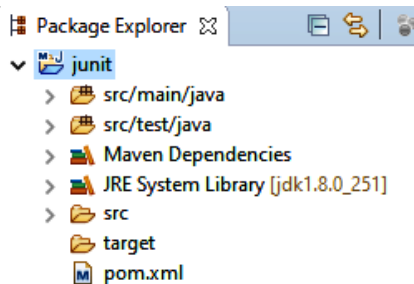 Package Explorer
junit
src/main/java
src/test/java
Maven Dependencies
JRE System Library [jdk1.8.0_251]
src
target
pom.xml